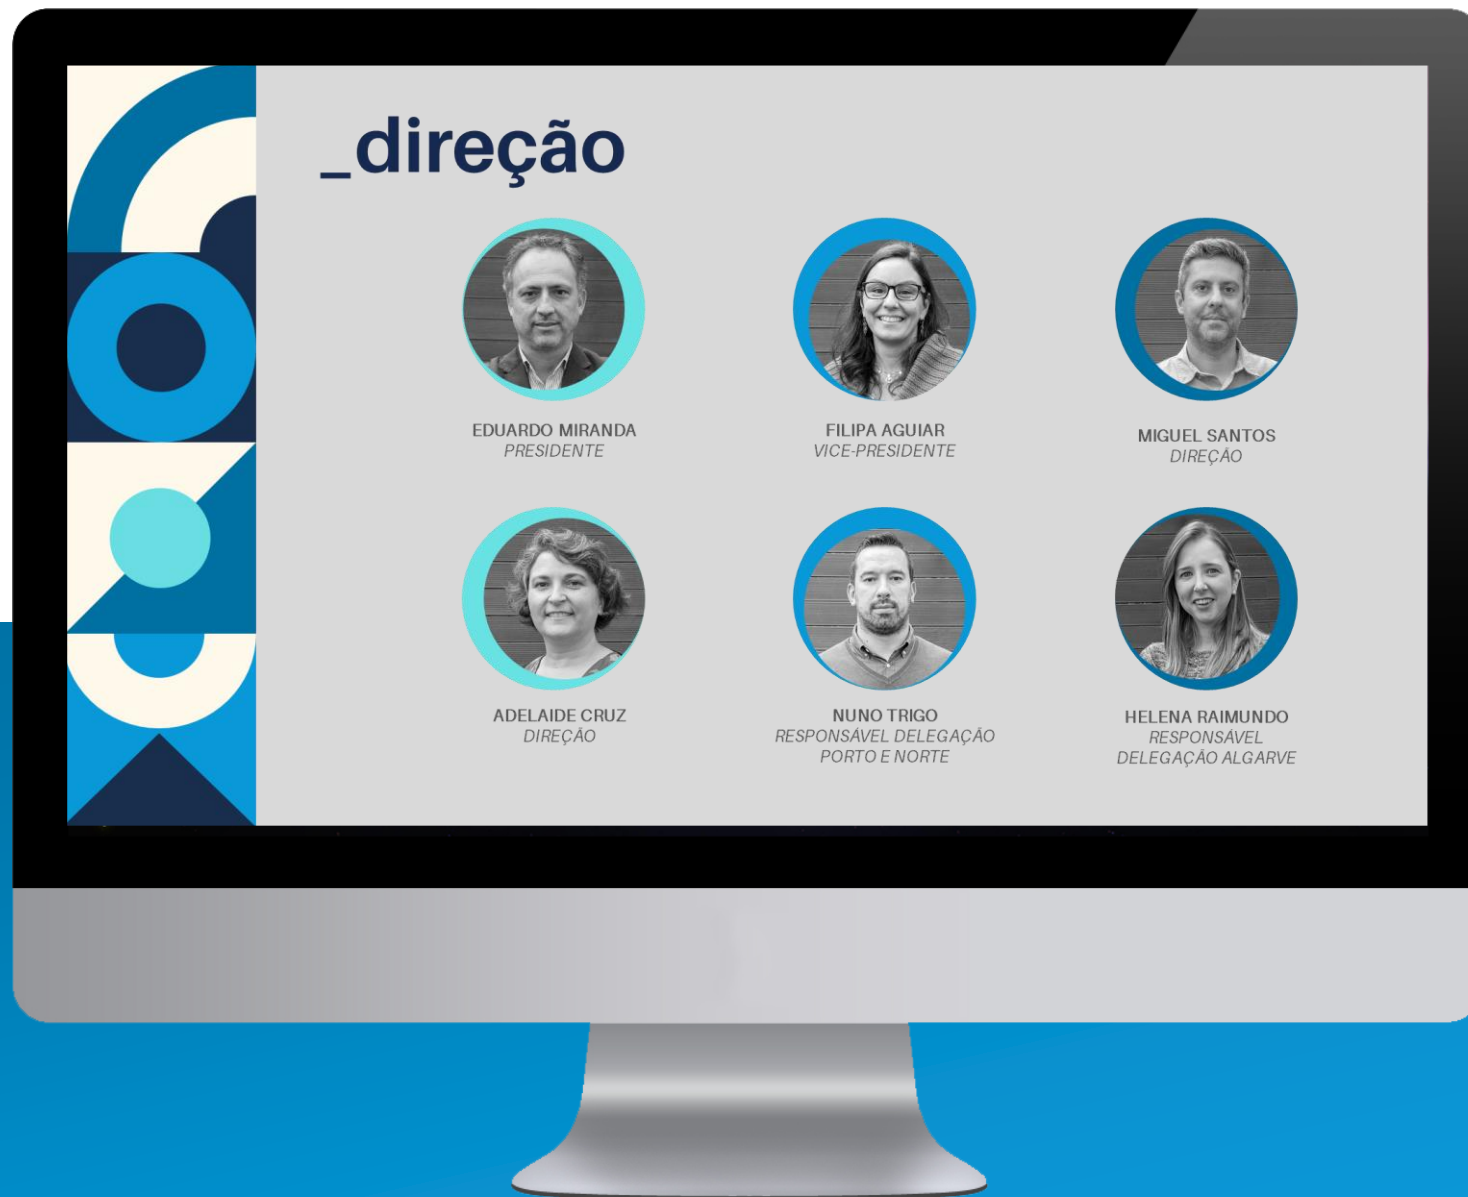 _direção
EDUARDO MIRANDA
PRESIDENTE
FILIPA AGUIAR
VICE-PRESIDENTE
MIGUEL SANTOS
DIREÇÃO
ADELAIDE CRUZ
DIREÇÃO
NUNO TRIGO
RESPONSÁVEL DELEGAÇÃO
PORTO E NORTE
HELENA RAIMUNDO
RESPONSÁVEL
DELEGAÇÃO ALGARVE